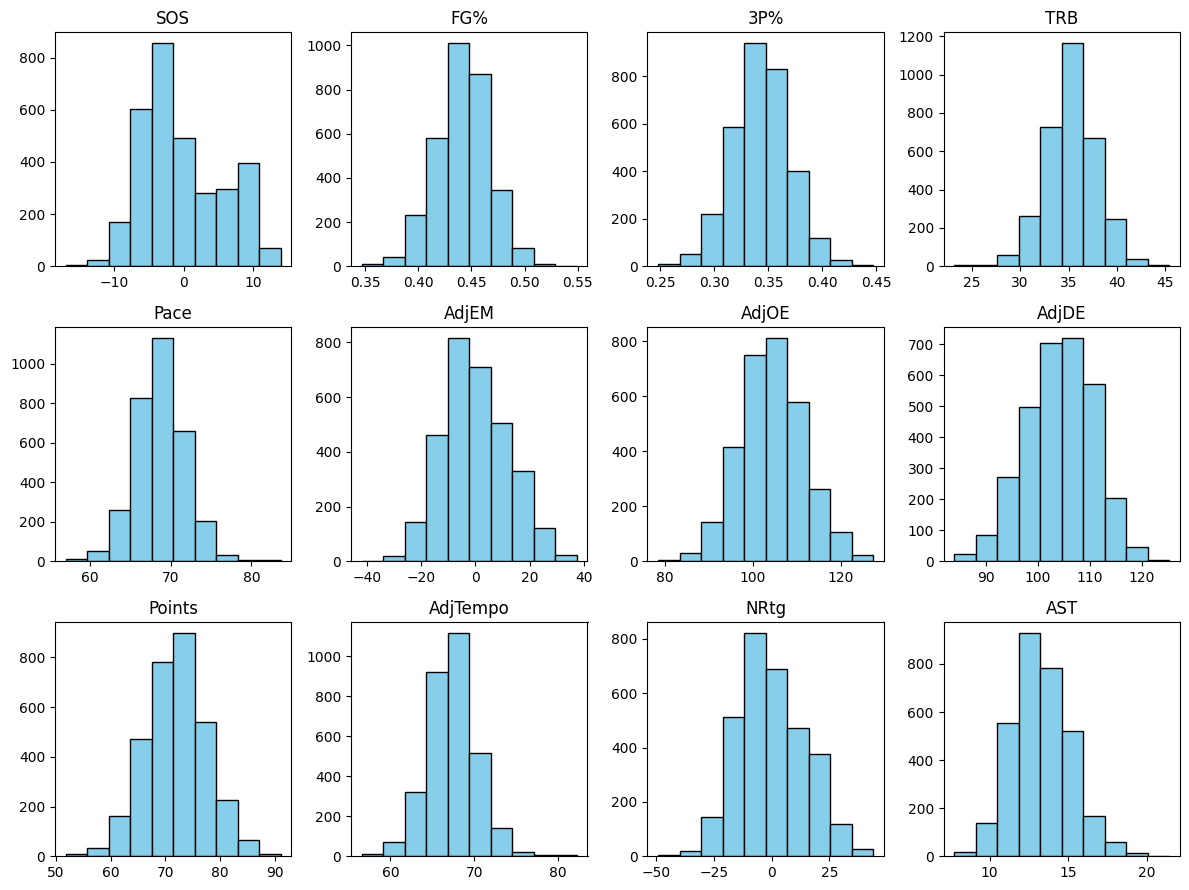 SOS FG% 3P% TRB
800 1000 800 1200
600 800 600 1000
400 600 400 800
200 400 200 600
0 200 0 400
0 200
0
−10 0 10 0.35 0.40 0.45 0.50 0.55 0.25 0.30 0.35 0.40 0.45 25 30 35 40 45
Pace AdjEM AdjOE AdjDE
1000 800 800 700
800 600 600 600
600 400 400 500
400 200 200 400
200 0 0 300
0 200
100
0
60 70 80 −40 −20 0 20 40 80 100 120 90 100 110 120
Points AdjTempo NRtg AST
800 1000 800 800
600 800 600 600
400 600 400 400
200 400 200 200
0 200 0 0
0
50 60 70 80 90 60 70 80 −50 −25 0 25 10 15 20